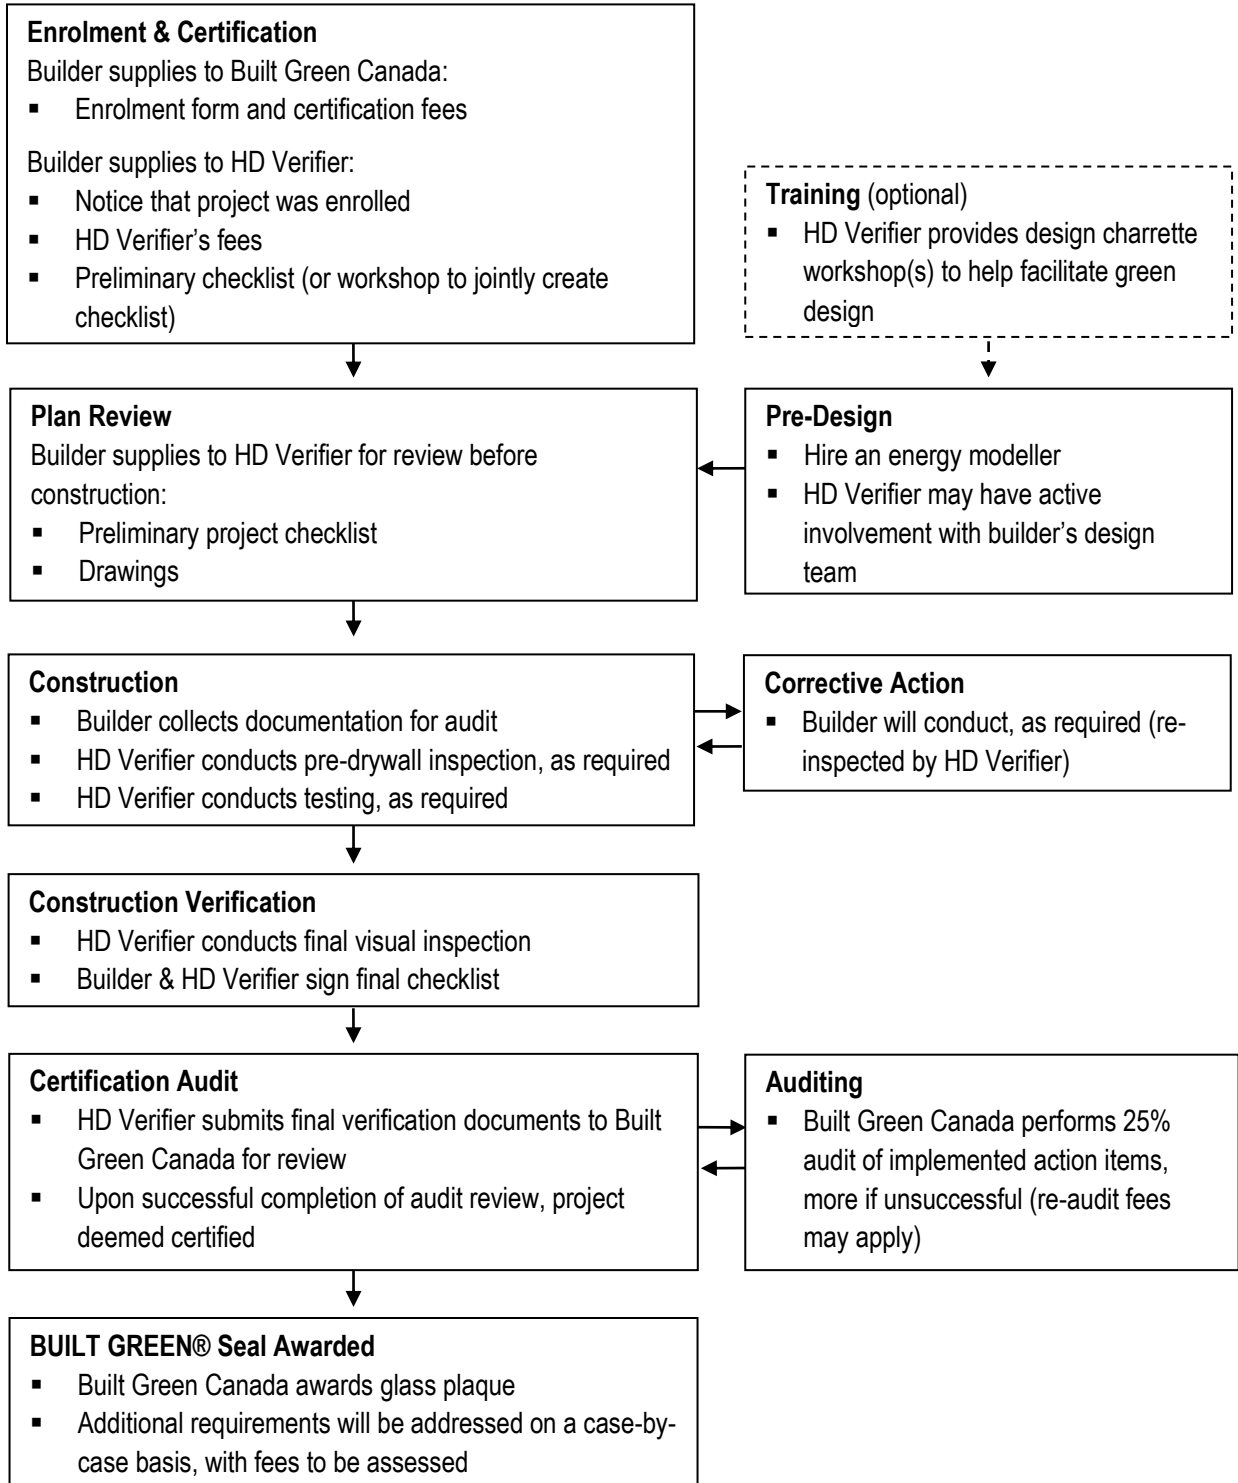 Enrolment & Certification
Builder supplies to Built Green Canada:
▪ Enrolment form and certification fees
Builder supplies to HD Verifier:
▪ Notice that project was enrolled
▪ HD Verifier's fees
▪ Preliminary checklist (or workshop to jointly create
checklist)
Training (optional)
▪ HD Verifier provides design charrette
workshop(s) to help facilitate green
design
Plan Review
Builder supplies to HD Verifier for review before
construction:
▪ Preliminary project checklist
▪ Drawings
Pre-Design
▪ Hire an energy modeller
▪ HD Verifier may have active
involvement with builder's design
team
Construction
▪ Builder collects documentation for audit
▪ HD Verifier conducts pre-drywall inspection, as required
▪ HD Verifier conducts testing, as required
Corrective Action
▪ Builder will conduct, as required (re-
inspected by HD Verifier)
Construction Verification
▪ HD Verifier conducts final visual inspection
▪ Builder & HD Verifier sign final checklist
Certification Audit
▪ HD Verifier submits final verification documents to Built
Green Canada for review
▪ Upon successful completion of audit review, project
deemed certified
Auditing
▪ Built Green Canada performs 25%
audit of implemented action items,
more if unsuccessful (re-audit fees
may apply)
BUILT GREEN® Seal Awarded
▪ Built Green Canada awards glass plaque
▪ Additional requirements will be addressed on a case-by-
case basis, with fees to be assessed